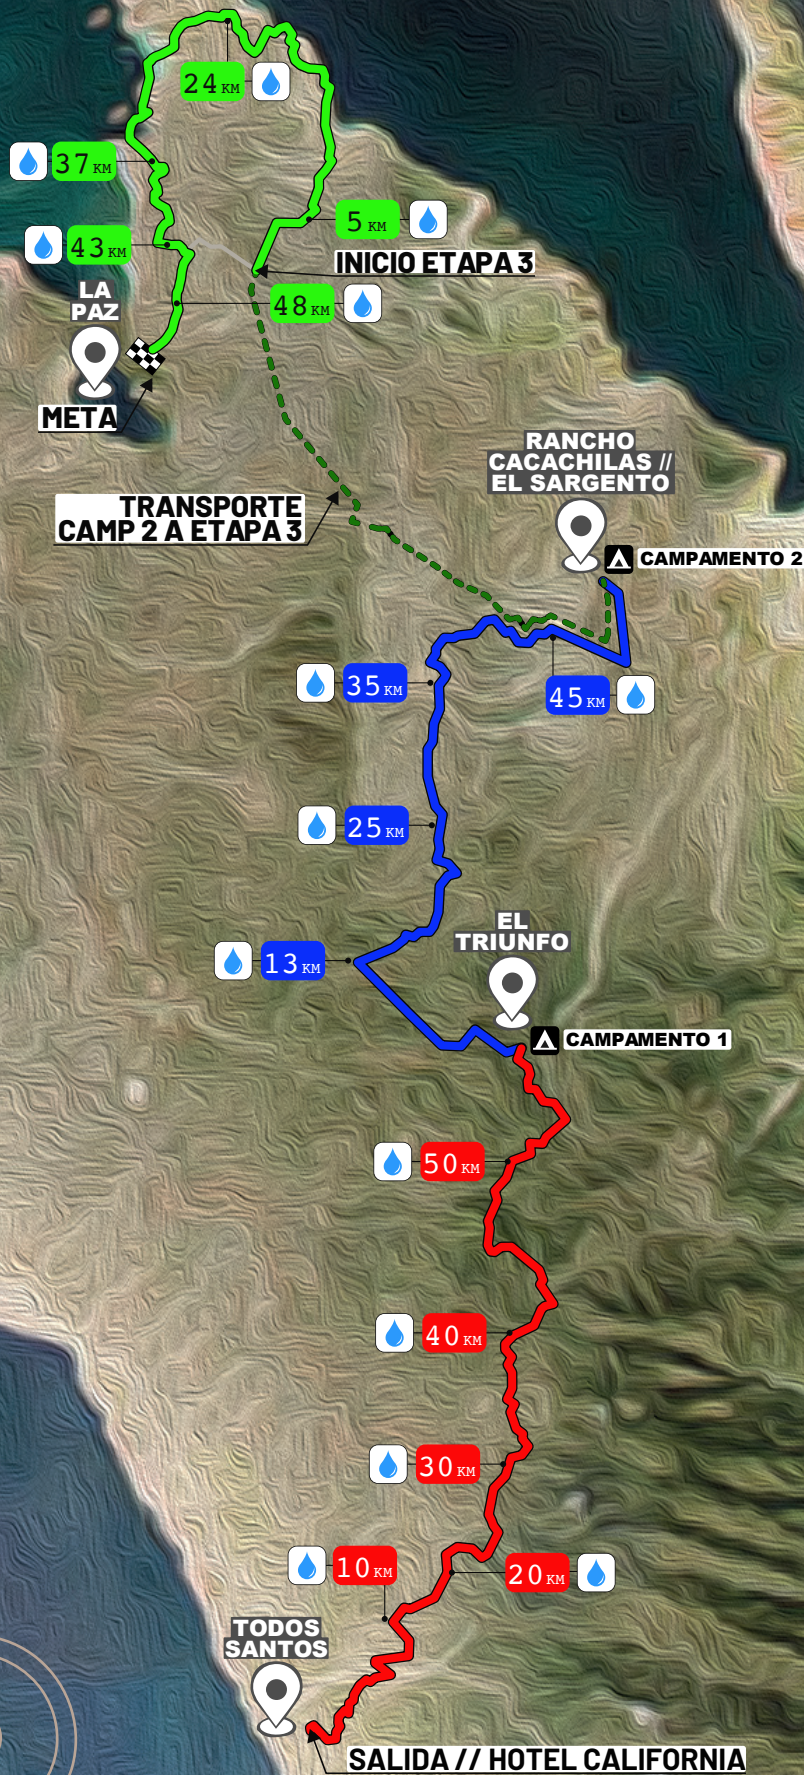 24 KM
37 KM
5 KM
43 KM
INICIO ETAPA 3
LA
PAZ
48 KM
META
RANCHO
CACACHILAS //
EL SARGENTO
TRANSPORTE
CAMP 2 A ETAPA 3
CAMPAMENTO 2
35 KM
45 KM
25 KM
EL
TRIUNFO
13 KM
CAMPAMENTO 1
50 KM
40 KM
30 KM
10 KM
20 KM
TODOS
SANTOS
SALIDA // HOTEL CALIFORNIA